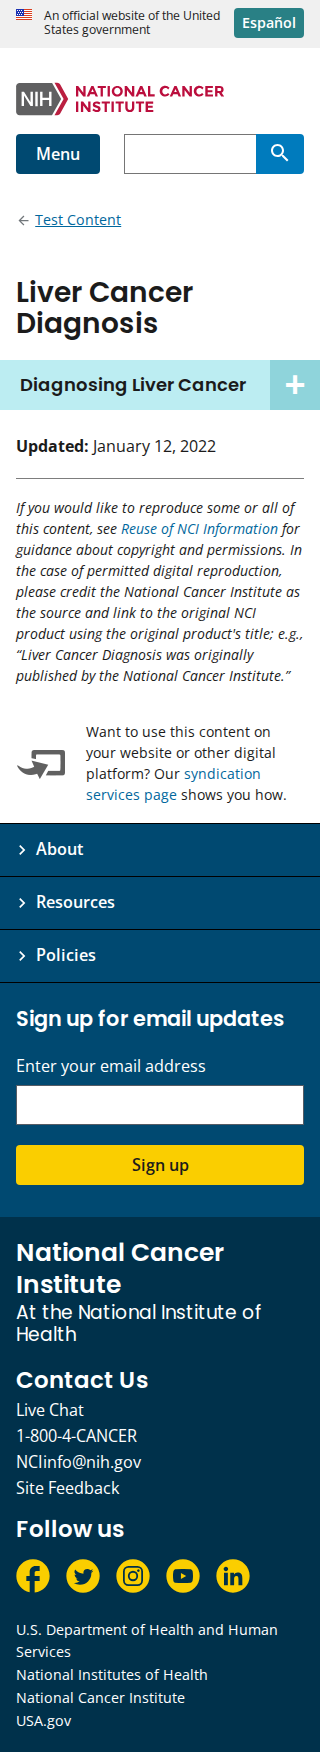 An official website of the United
States government
Español
NIH
NATIONAL CANCER
INSTITUTE
Menu
Test Content
Liver Cancer
Diagnosis
Diagnosing Liver Cancer
Updated: January 12, 2022
If you would like to reproduce some or all of
this content, see Reuse of NCI Information for
guidance about copyright and permissions. In
the case of permitted digital reproduction,
please credit the National Cancer Institute as
the source and link to the original NCI
product using the original product's title; e.g.,
“Liver Cancer Diagnosis was originally
published by the National Cancer Institute.”
Want to use this content on
your website or other digital
platform? Our syndication
services page shows you how.
About
Resources
Policies
Sign up for email updates
Enter your email address
Sign up
National Cancer
Institute
At the National Institute of
Health
Contact Us
Live Chat
1-800-4-CANCER
NCIinfo@nih.gov
Site Feedback
Follow us
U.S. Department of Health and Human
Services
National Institutes of Health
National Cancer Institute
USA.gov